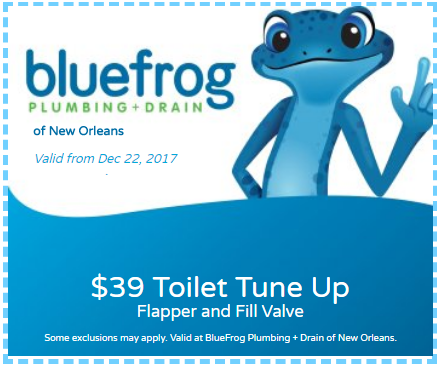 bluefrog
PLUMBING + DRAIN
of New Orleans
Valid from Dec 22, 2017
$39 Toilet Tune Up
Flapper and Fill Valve
Some exclusions may apply. Valid at BlueFrog Plumbing + Drain of New Orleans.